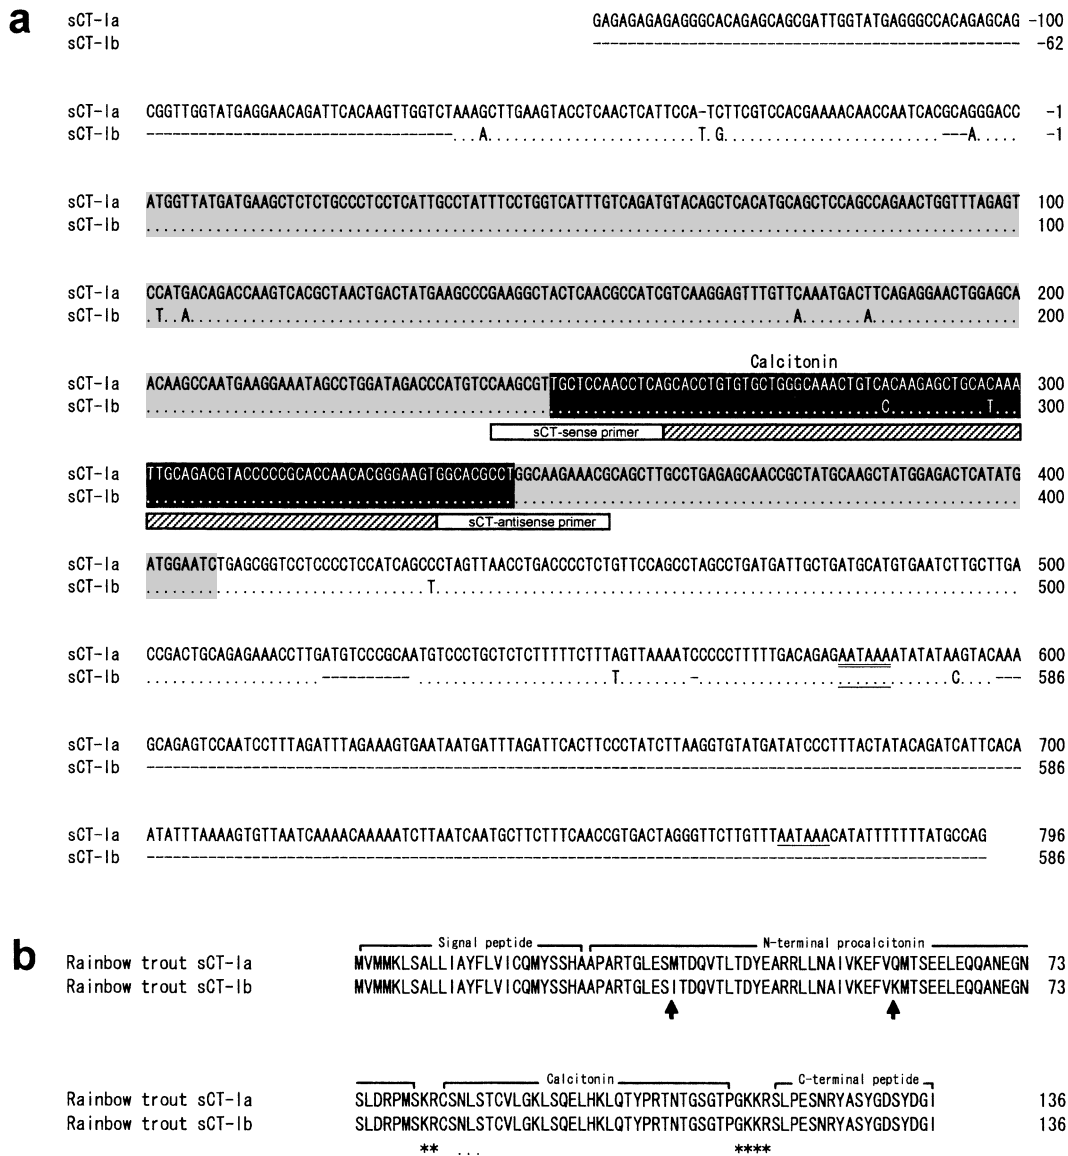 a
sCT-Ia GAGAGAGAGAGGGCACAGAGCAGCGATTGGTATGAGGGCCACAGAGCAG -100
sCT-Ib ------------------------------------------------- -62
sCT-Ia CGGTTGGTATGAGGAACAGATTCACAAGTTGGTCTAAAGCTTGAAGTACCTCAACTCATTCCA-TCTTCGTCCACGAAAACAACCAATCACGCAGGGACC -1
sCT-Ib -----------------------------------...A........................T.G.........................---A..... -1
sCT-Ia ATGGTTATGATGAAGCTCTCTGCCCTCCTCATTGCCTATTTCCTGGTCATTTGTCAGATGTACAGCTCACATGCAGCTCCAGCCAGAACTGGTTTAGAGT 100
sCT-Ib .................................................................................................... 100
sCT-Ia CCATGACAGACCAAGTCACGCTAACTGACTATGAAGCCCGAAGGCTACTCAACGCCATCGTCAAGGAGTTTGTTCAAATGACTTCAGAGGAACTGGAGCA 200
sCT-Ib .T..A.....................................................................A.......A................. 200
Calcitonin
sCT-Ia ACAAGCCAATGAAGGAAATAGCCTGGATAGACCCATGTCCAAGCGTTGCTCCAACCTCAGCACCTGTGTGCTGGGCAAACTGTCACAAGAGCTGCACAAA 300
sCT-Ib ....................................................................................C...........T... 300
sCT-sense primer
sCT-Ia TTGCAGACGTACCCCCGCACCAACACGGGAAGTGGCACGCCTGGCAAGAAACGCAGCTTGCCTGAGAGCAACCGCTATGCAAGCTATGGAGACTCATATG 400
sCT-Ib .................................................................................................... 400
sCT-antisense primer
sCT-Ia ATGGAATCTGAGCGGTCCTCCCCTCCATCAGCCCTAGTTAACCTGACCCCTCTGTTCCAGCCTAGCCTGATGATTGCTGATGCATGTGAATCTTGCTTGA 500
sCT-Ib ................................T................................................................... 500
sCT-Ia CCGACTGCAGAGAAACCTTGATGTCCCGCAATGTCCCTGCTCTCTTTTTCTTTAGTTAAAATCCCCCTTTTTGACAGAGAATAAAATATATAAGTACAAA 600
sCT-Ib ....................----------.......................T........-.............................C....--- 586
sCT-Ia GCAGAGTCCAATCCTTTAGATTTAGAAAGTGAATAATGATTTAGATTCACTTCCCTATCTTAAGGTGTATGATATCCCTTTACTATACAGATCATTCACA 700
sCT-Ib ---------------------------------------------------------------------------------------------------- 586
sCT-Ia ATATTTAAAAGTGTTAATCAAAACAAAAATCTTAATCAATGCTTCTTTCAACCGTGACTAGGGTTCTTGTTTAATAAACATATTTTTTTATGCCAG 796
sCT-Ib ------------------------------------------------------------------------------------------------ 586
b
Signal peptide N-terminal procalcitonin
Rainbow trout sCT-Ia MVMMKLSALLIAYFLVICQMYSSHAAPARTGLESMTDQVTLTDYEARRLLNAIVKEFVQMTSEELEQQANEGN 73
Rainbow trout sCT-Ib MVMMKLSALLIAYFLVICQMYSSHAAPARTGLESITDQVTLTDYEARRLLNAIVKEFVKMTSEELEQQANEGN 73
Calcitonin C-terminal peptide
Rainbow trout sCT-Ia SLDRPMSKRCSNLSTCVLGKLSQELHKLQTYPRTNTGSGTPGKKRSLPESNRYASYGDSYDGI 136
Rainbow trout sCT-Ib SLDRPMSKRCSNLSTCVLGKLSQELHKLQTYPRTNTGSGTPGKKRSLPESNRYASYGDSYDGI 136
** ... ****